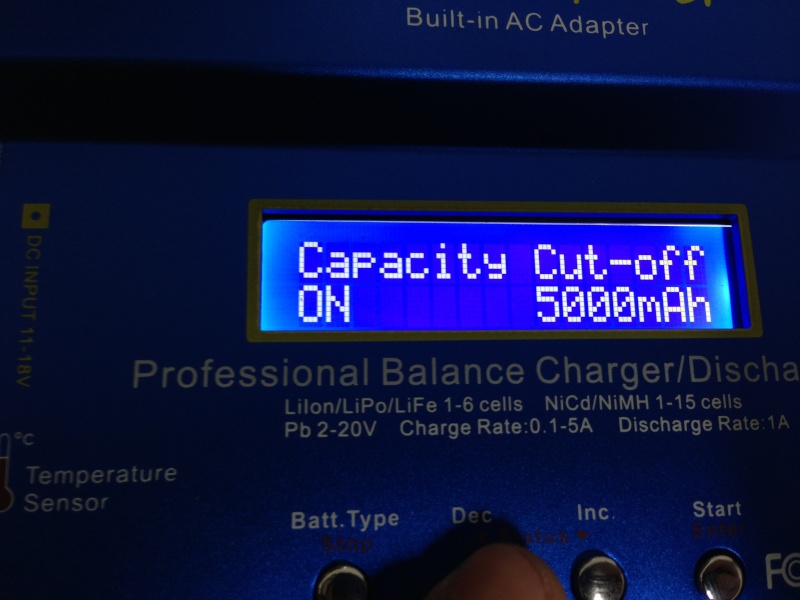 Built-in AC Adapter
DC INPUT 11-18V
Capacity Cut-off
ON 5000mAh
Professional Balance Charger/Discha
LiIon/LiPo/LiFe 1-6 cells NiCd/NiMH 1-15 cells
Pb 2-20V Charge Rate:0.1-5A Discharge Rate:1A
°C
Temperature
Sensor
Batt.Type Dec. Inc. Start
Stop Status Enter
FC